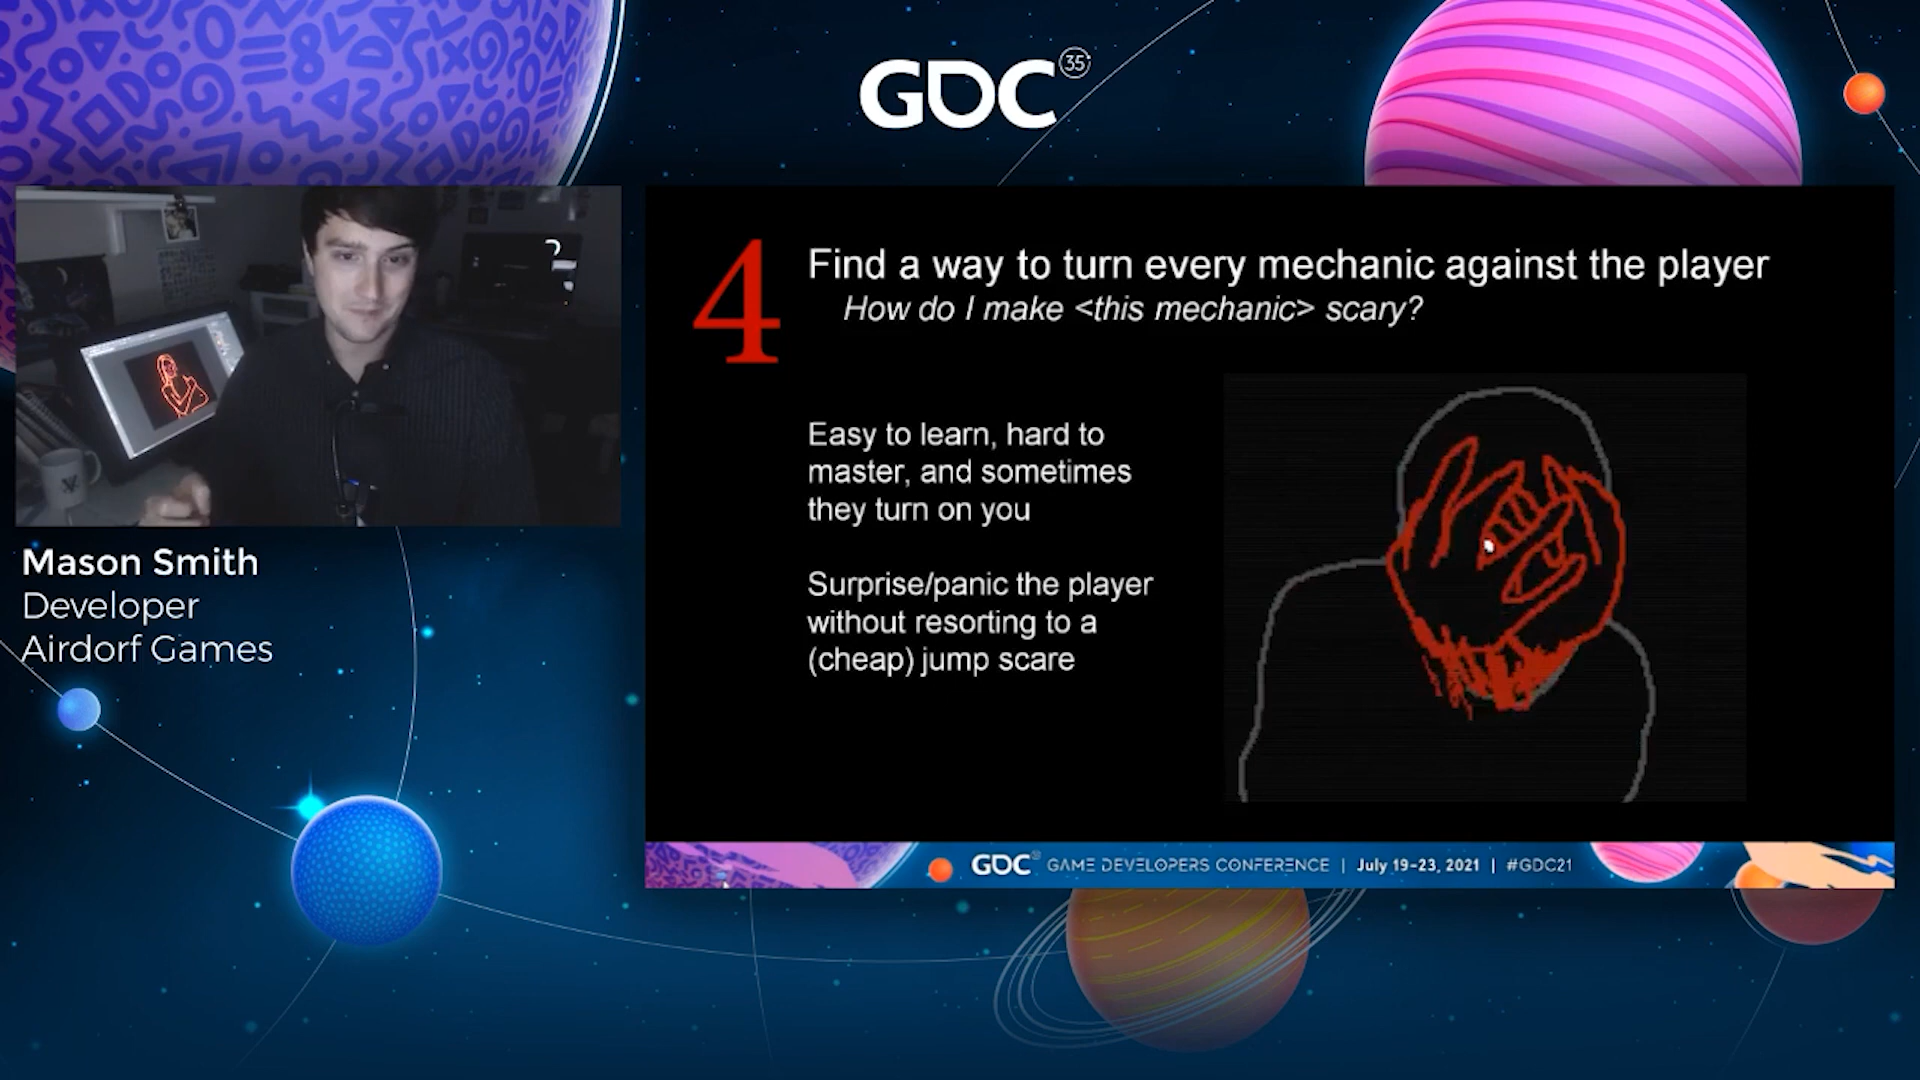 GDC 35
4
Find a way to turn every mechanic against the player
How do I make <this mechanic> scary?
Easy to learn, hard to
master, and sometimes
they turn on you
Surprise/panic the player
without resorting to a
(cheap) jump scare
Mason Smith
Developer
Airdorf Games
GDC GAME DEVELOPERS CONFERENCE | July 19-23, 2021 | #GDC21